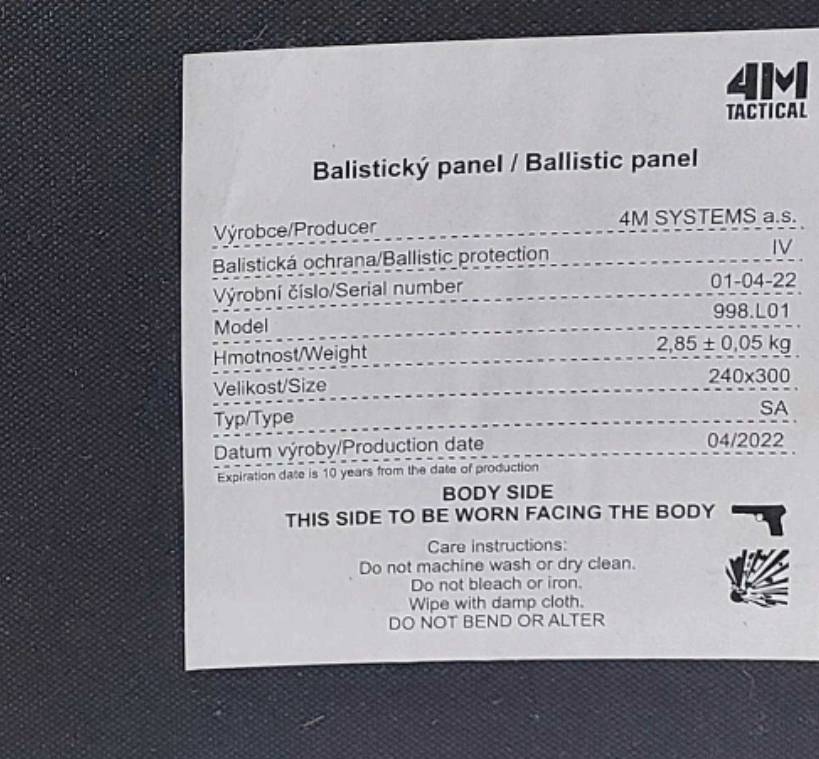 4M
TACTICAL
Balistický panel / Ballistic panel
Výrobce/Producer 4M SYSTEMS a.s.
Balistická ochrana/Ballistic protection IV
Výrobní číslo/Serial number 01-04-22
Model 998.L01
Hmotnost/Weight 2,85 ± 0,05 kg
Velikost/Size 240x300
Typ/Type SA
Datum výroby/Production date 04/2022
Expiration date is 10 years from the date of production
BODY SIDE
THIS SIDE TO BE WORN FACING THE BODY
Care instructions:
Do not machine wash or dry clean.
Do not bleach or iron.
Wipe with damp cloth.
DO NOT BEND OR ALTER